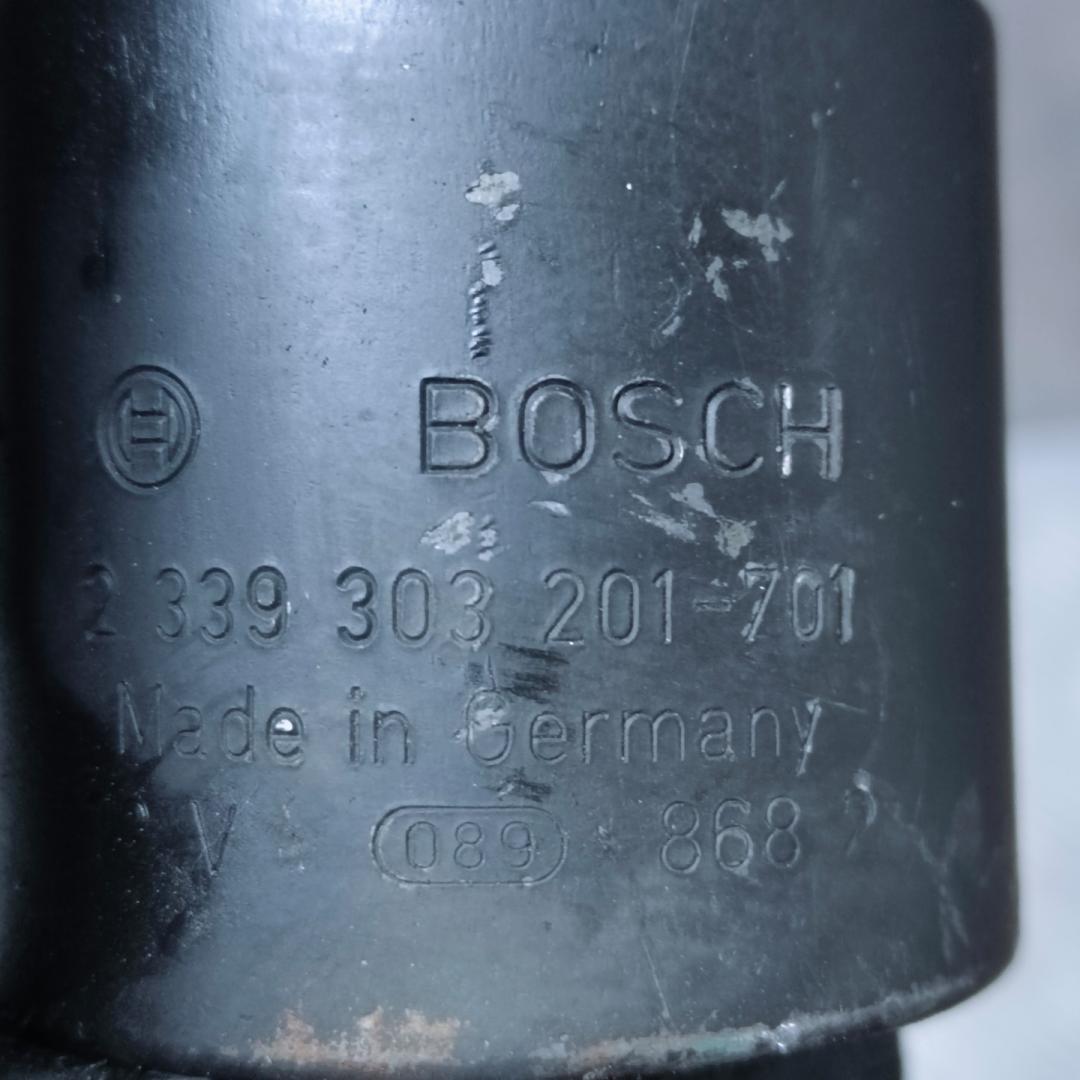 BOSCH
2 339 303 201-701
Made in Germany
V 089 868